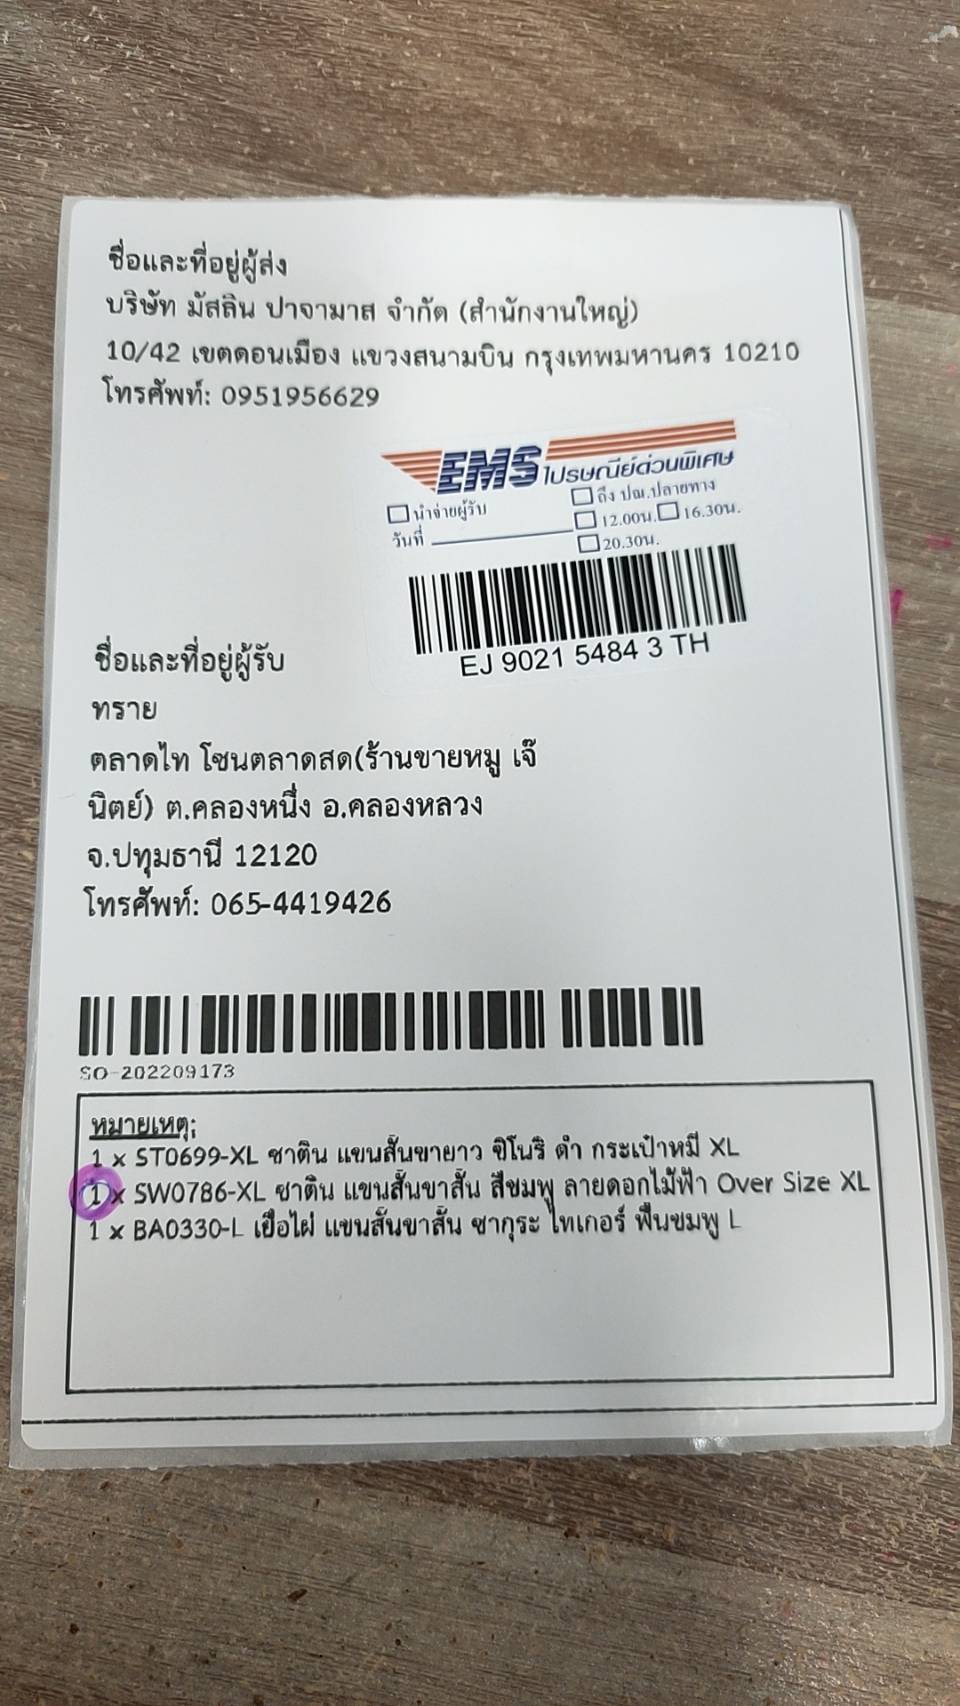 ชื่อและที่อยู่ผู้ส่ง
บริษัท มัสลิน ปาจามาส จำกัด (สำนักงานใหญ่)
10/42 เขตดอนเมือง แขวงสนามบิน กรุงเทพมหานคร 10210
โทรศัพท์: 0951956629
EMS ไปรษณีย์ด่วนพิเศษ
นำจ่ายผู้รับ
ถึง ปณ.ปลายทาง
วันที่
12.00น. 16.30น.
20.30น.
EJ 9021 5484 3 TH
ชื่อและที่อยู่ผู้รับ
ทราย
ตลาดไท โซนตลาดสด(ร้านขายหมู เจ๊
นิตย์) ต.คลองหนึ่ง อ.คลองหลวง
จ.ปทุมธานี 12120
โทรศัพท์: 065-4419426
SO-202209173
หมายเหตุ:
1 x ST0699-XL ซาติน แขนสั้นขายาว ชิโนริ ดำ กระเป๋าหมี XL
1 x SW0786-XL ซาติน แขนสั้นขาสั้น สีชมพู ลายดอกไม้ฟ้า Over Size XL
1 x BA0330-L เยื่อไผ่ แขนสั้นขาสั้น ซากุระ ไทเกอร์ พื้นชมพู L